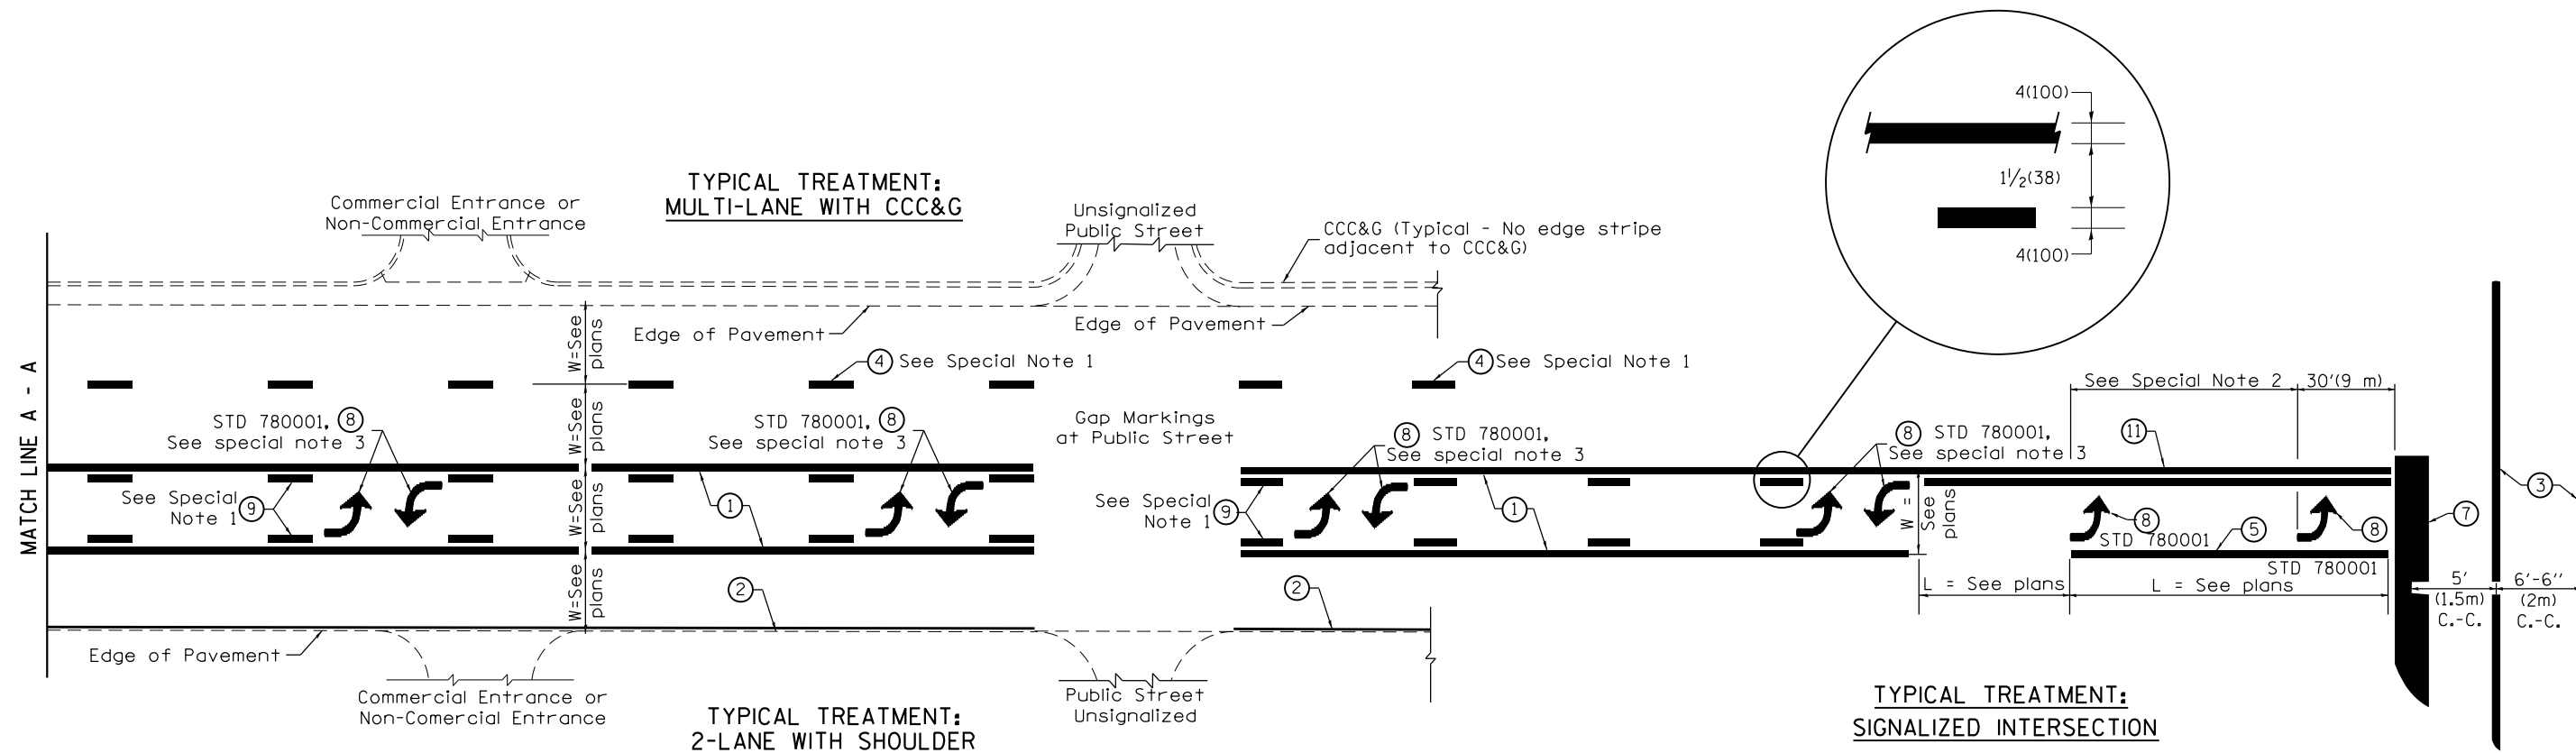 MATCH LINE A - A
Commercial Entrance or
Non-Commercial Entrance
TYPICAL TREATMENT:
MULTI-LANE WITH CCC&G
Unsignalized
Public Street
CCC&G (Typical - No edge stripe
adjacent to CCC&G)
4(100)
1 1/2(38)
4(100)
Edge of Pavement
Edge of Pavement
W=See
plans
4 See Special Note 1
4 See Special Note 1
See Special Note 2
30'(9 m)
STD 780001, 8
See special note 3
W=See
plans
STD 780001, 8
See special note 3
Gap Markings
at Public Street
8 STD 780001,
See special note 3
8 STD 780001,
See special note 3
11
3
See Special
Note 1
9
W=See
plans
1
See Special
Note 1
9
1
W =
See
plans
8
STD 780001
5
8
7
STD 780001
W=See
plans
2
2
L = See plans
L = See plans
5'
(1.5m)
C.-C.
6'-6"
(2m)
C.-C.
Edge of Pavement
Commercial Entrance or
Non-Comercial Entrance
Public Street
Unsignalized
TYPICAL TREATMENT:
2-LANE WITH SHOULDER
TYPICAL TREATMENT:
SIGNALIZED INTERSECTION